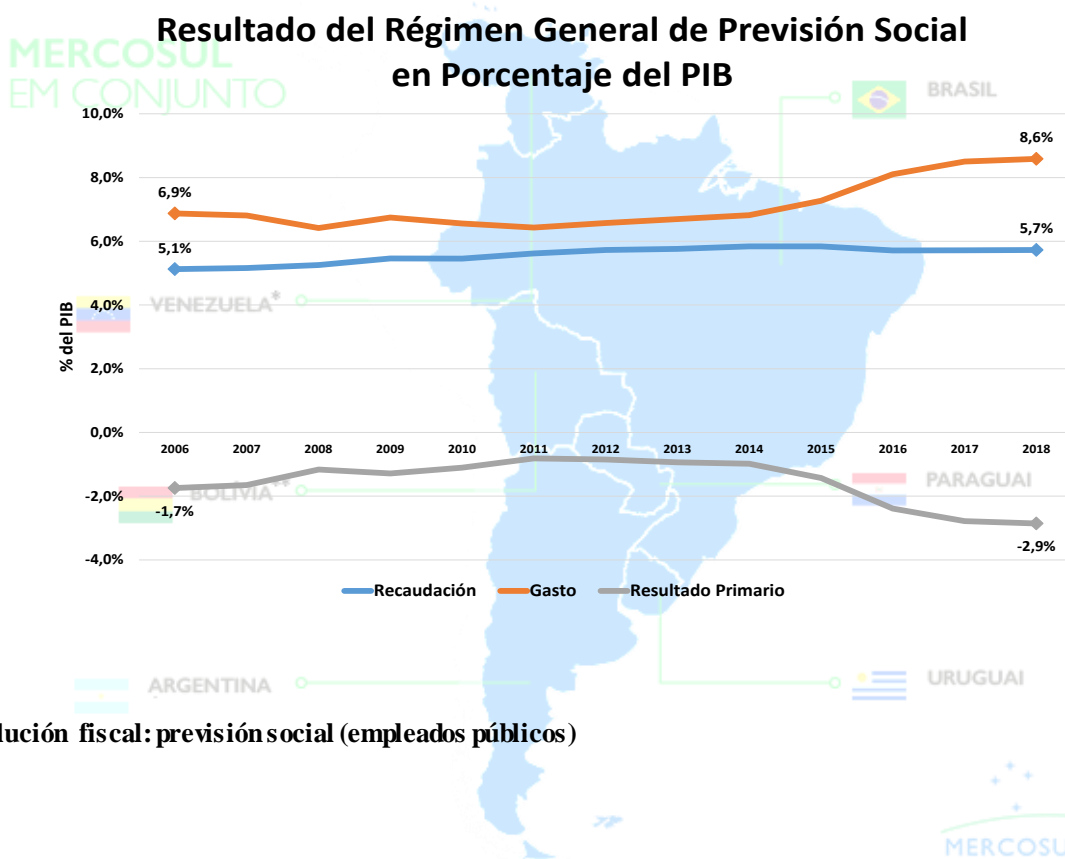 Resultado del Régimen General de Previsión Social
en Porcentaje del PIB
MERCOSUL
EM CONJUNTO
BRASIL
10,0%
8,6%
8,0%
6,9%
6,0%
5,7%
5,1%
VENEZUELA*
4,0%
% del PIB
2,0%
0,0%
2006 2007 2008 2009 2010 2011 2012 2013 2014 2015 2016 2017 2018
PARAGUAI
BOLÍVIA**
-2,0%
-1,7%
-2,9%
-4,0%
Recaudación Gasto Resultado Primario
ARGENTINA
URUGUAI
lución fiscal: previsión social (empleados públicos)
MERCOSU